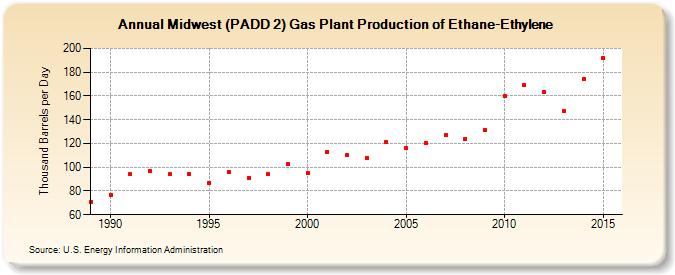 Annual Midwest (PADD 2) Gas Plant Production of Ethane-Ethylene
Thousand Barrels per Day
200
180
160
140
120
100
80
60
1990 1995 2000 2005 2010 2015
Source: U.S. Energy Information Administration